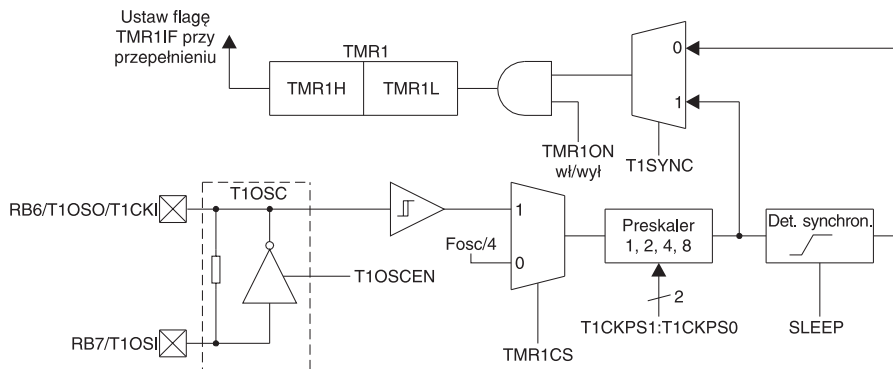 Ustaw flagę
TMR1IF przy
przepełnieniu
TMR1
TMR1H
TMR1L
0
1
TMR1ON
wł/wył
T1SYNC
RB6/T1OSO/T1CKI
T1OSC
Fosc/4
1
0
Preskaler
1, 2, 4, 8
Det. synchron.
T1OSCEN
2
RB7/T1OSI
TMR1CS
T1CKPS1:T1CKPS0
SLEEP